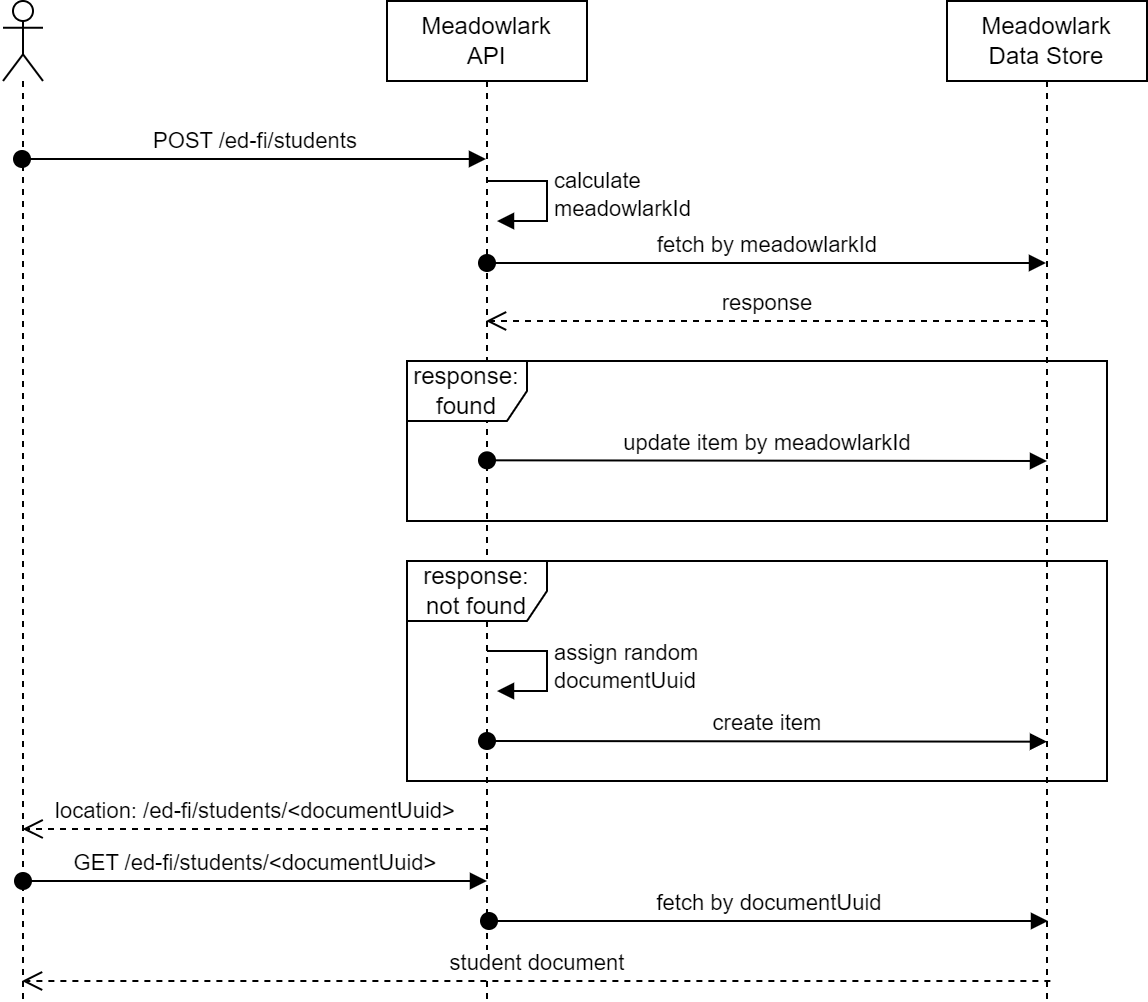 Meadowlark
API
Meadowlark
Data Store
POST /ed-fi/students
calculate
meadowlarkId
fetch by meadowlarkId
response
response:
found
update item by meadowlarkId
response:
not found
assign random
documentUuid
create item
location: /ed-fi/students/<documentUuid>
GET /ed-fi/students/<documentUuid>
fetch by documentUuid
student document